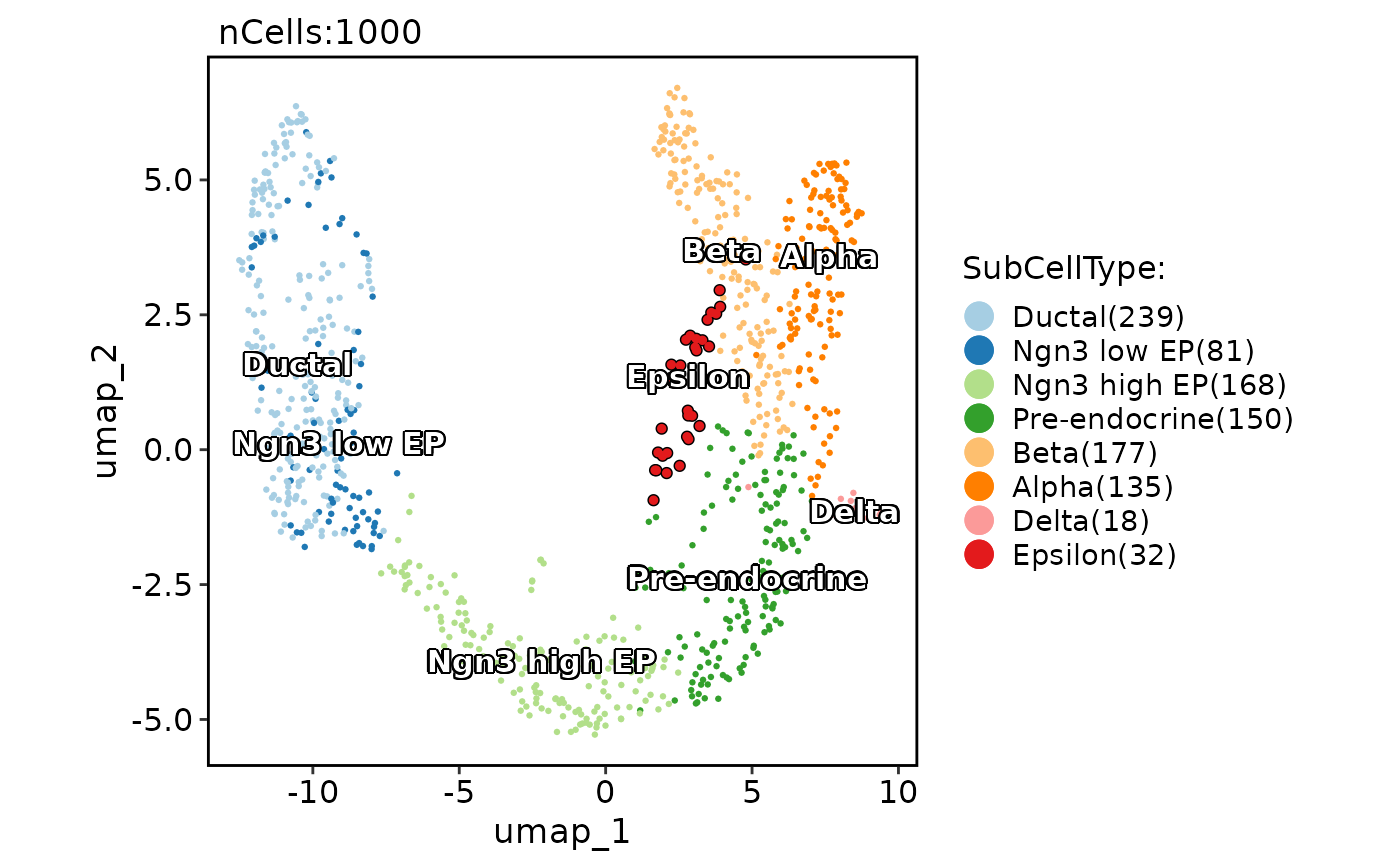 nCells:1000
5.0
2.5
0.0
-2.5
-5.0
umap_2
-10
-5
0
5
10
umap_1
Beta
Alpha
Ductal
Epsilon
Ngn3 low EP
Delta
Pre-endocrine
Ngn3 high EP
SubCellType:
Ductal(239)
Ngn3 low EP(81)
Ngn3 high EP(168)
Pre-endocrine(150)
Beta(177)
Alpha(135)
Delta(18)
Epsilon(32)